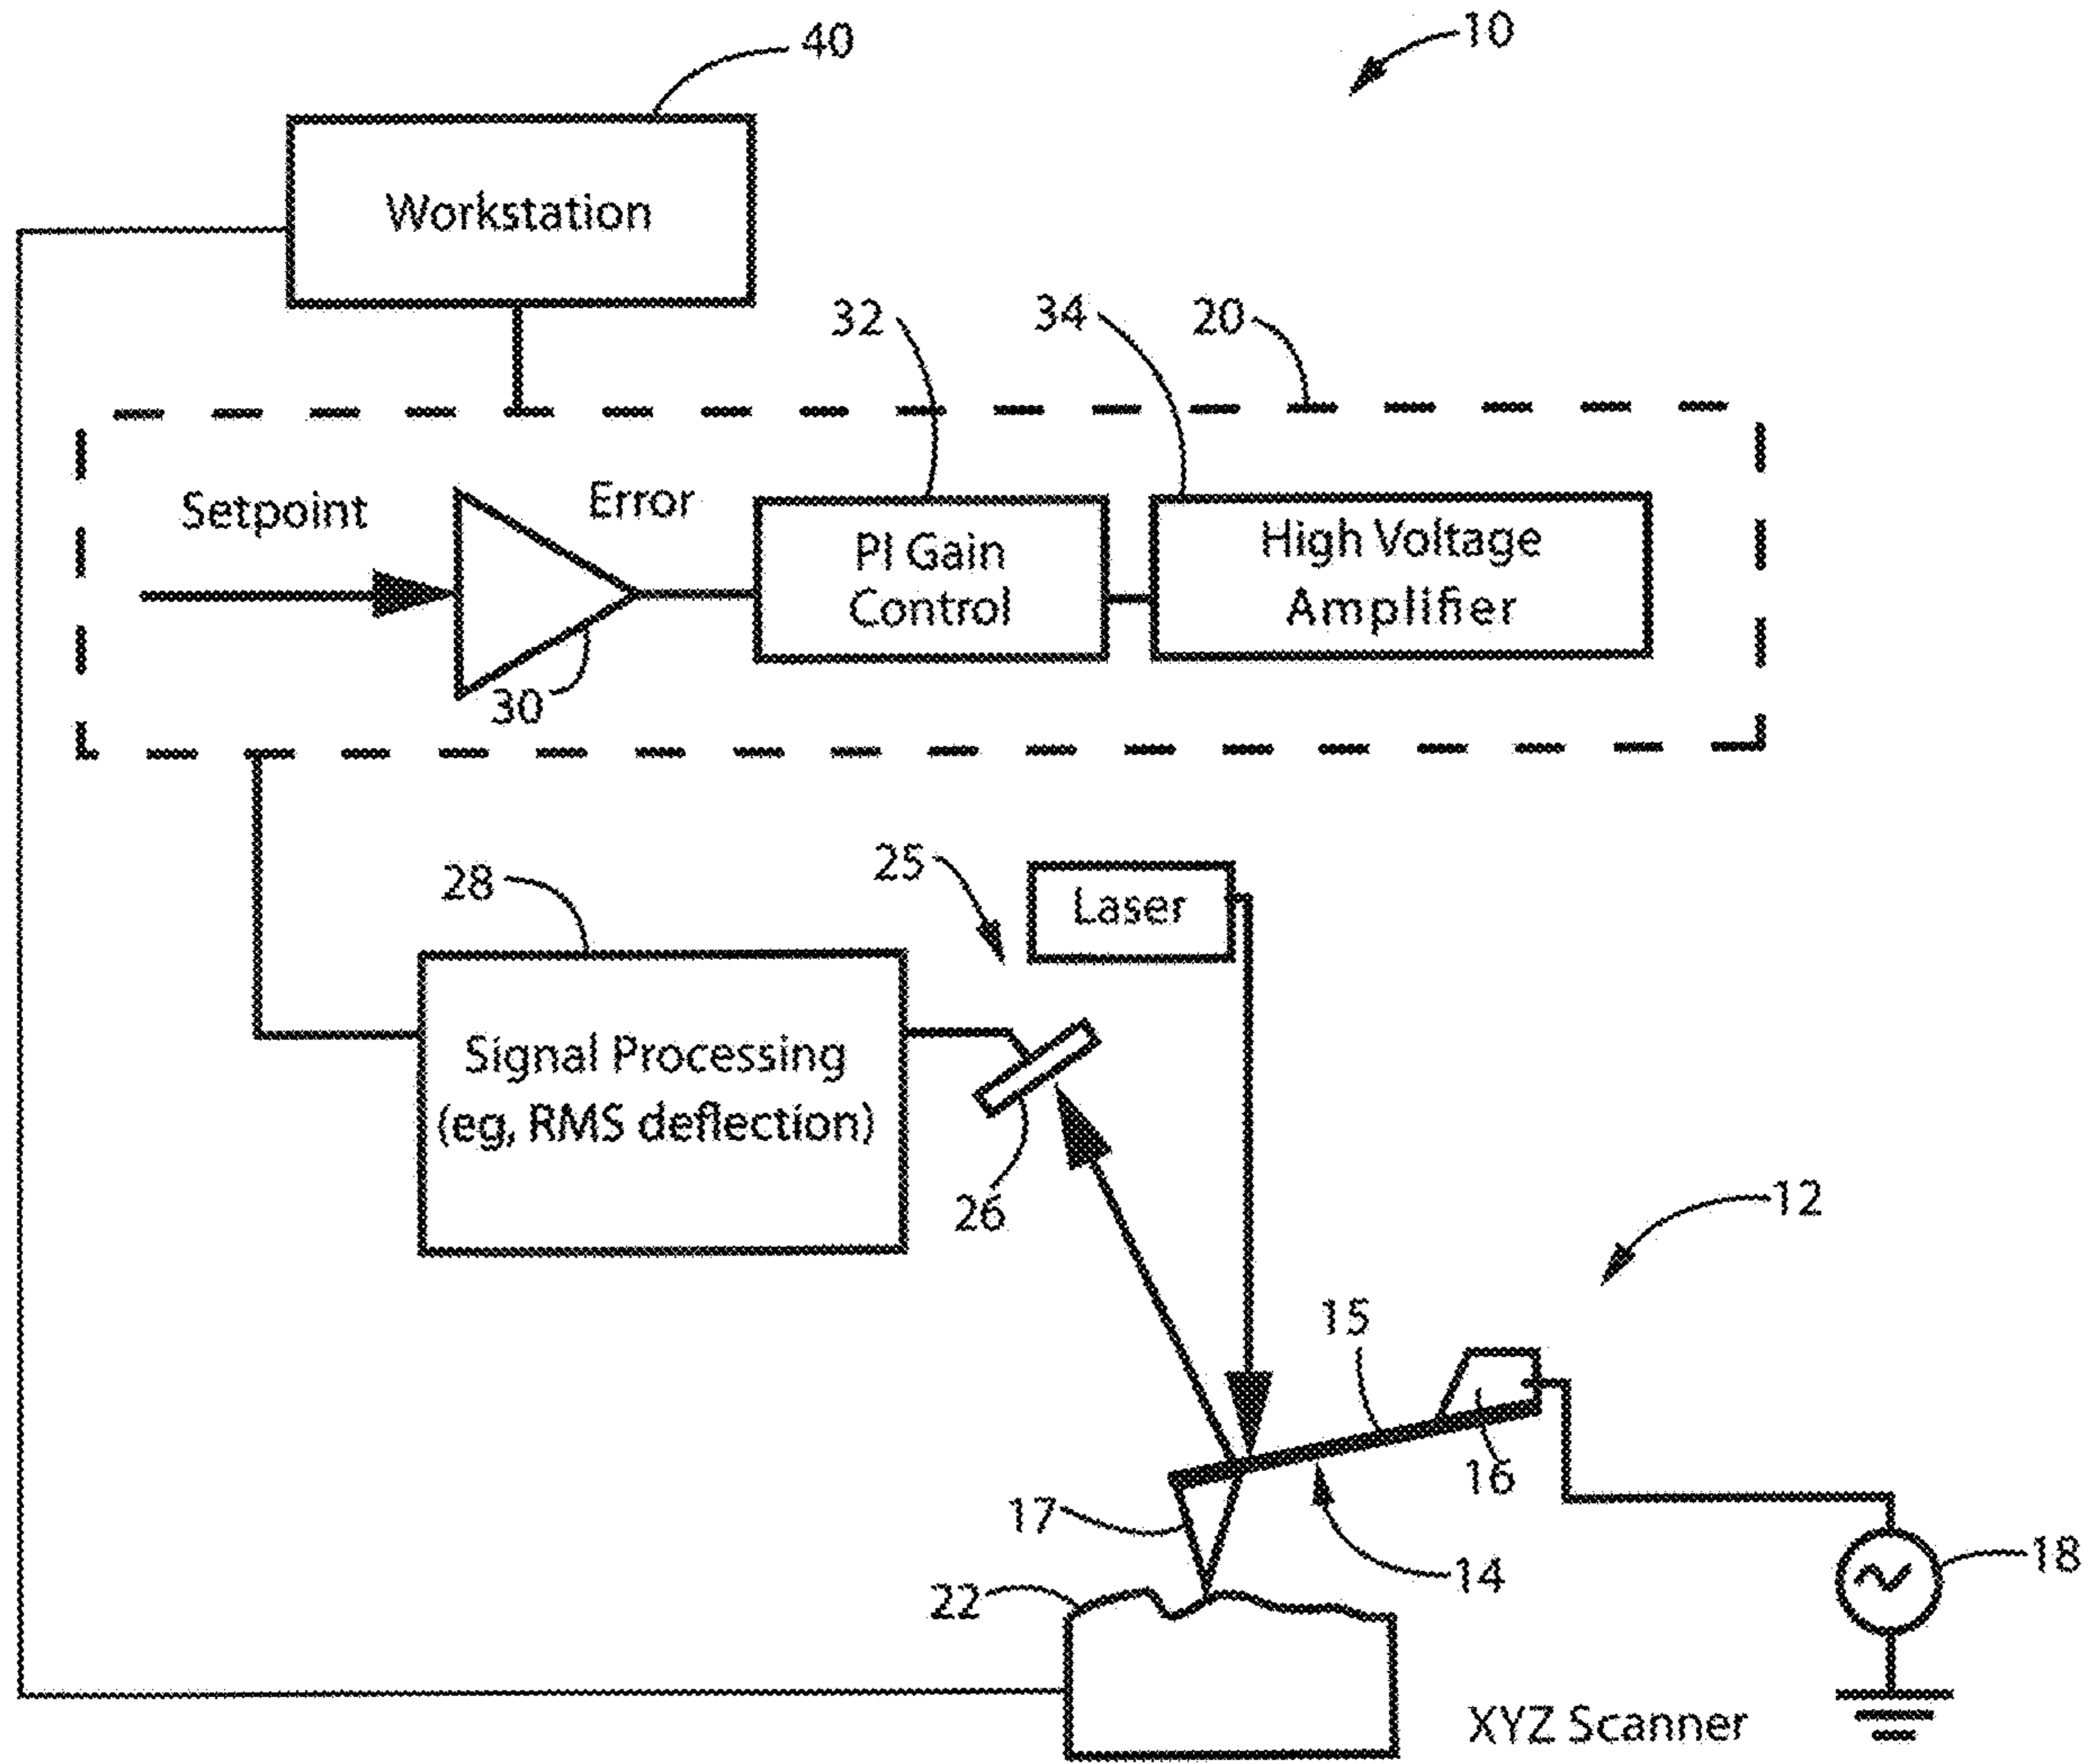 40
10
Workstation
32
34
20
Setpoint
Error
PI Gain
Control
High Voltage
Amplifier
30
28
25
Laser
Signal Processing
(eg, RMS deflection)
26
12
15
16
17
14
18
22
XYZ Scanner